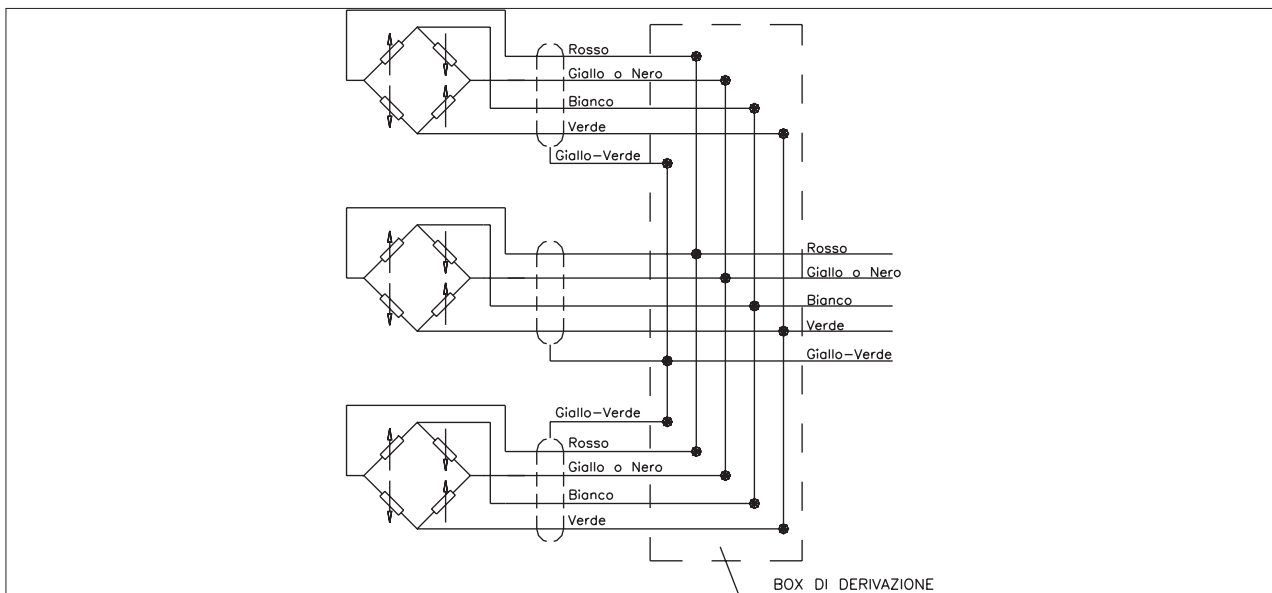 Rosso
Giallo o Nero
Bianco
Verde
Giallo-Verde
Rosso
Giallo o Nero
Bianco
Verde
Giallo-Verde
Giallo-Verde
Rosso
Giallo o Nero
Bianco
Verde
BOX DI DERIVAZIONE